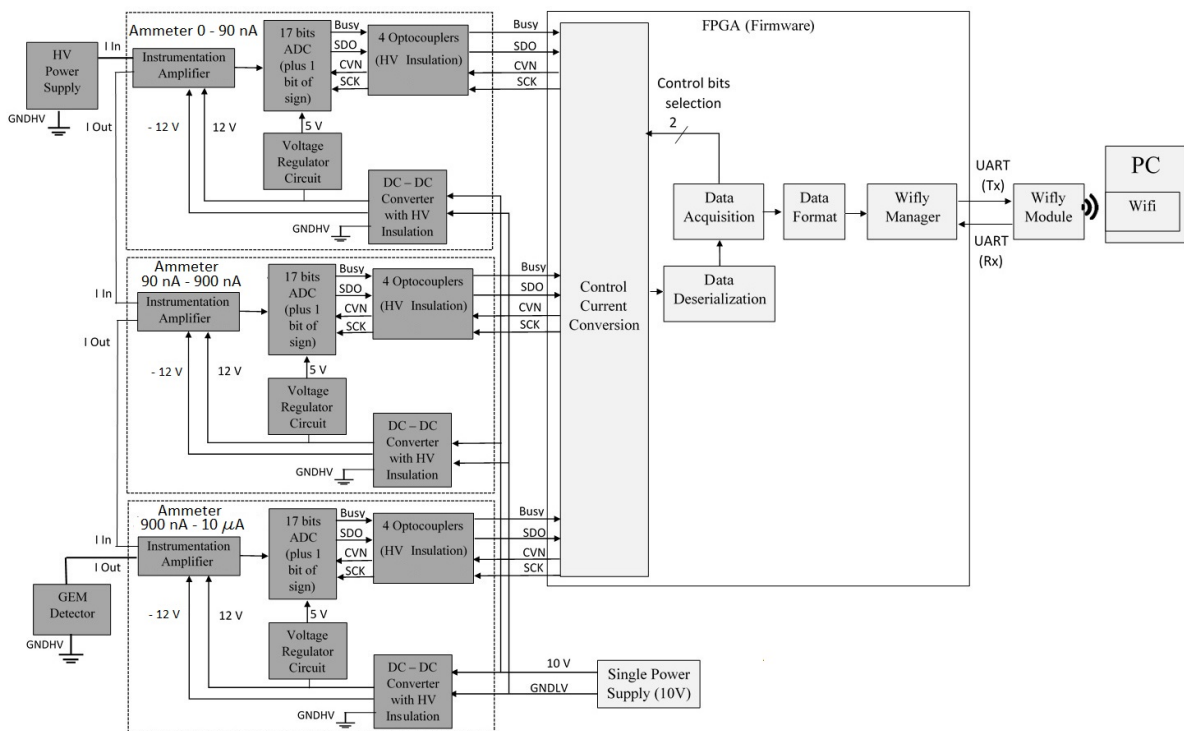 FPGA (Firmware)
Ammeter 0 - 90 nA
HV
Power
Supply
GNDHV
I In
I Out
Instrumentation
Amplifier
- 12 V
12 V
17 bits
ADC
(plus 1
bit of
sign)
5 V
Voltage
Regulator
Circuit
Busy
SDO
CVN
SCK
4 Optocouplers
(HV Insulation)
Busy
SDO
CVN
SCK
DC – DC
Converter
with HV
Insulation
GNDHV
Ammeter
90 nA - 900 nA
I In
I Out
Instrumentation
Amplifier
- 12 V
12 V
17 bits
ADC
(plus 1
bit of
sign)
5 V
Voltage
Regulator
Circuit
Busy
SDO
CVN
SCK
4 Optocouplers
(HV Insulation)
Busy
SDO
CVN
SCK
DC – DC
Converter
with HV
Insulation
GNDHV
Ammeter
900 nA - 10 µA
I In
I Out
Instrumentation
Amplifier
GEM
Detector
GNDHV
- 12 V
12 V
17 bits
ADC
(plus 1
bit of
sign)
5 V
Voltage
Regulator
Circuit
Busy
SDO
CVN
SCK
4 Optocouplers
(HV Insulation)
Busy
SDO
CVN
SCK
DC – DC
Converter
with HV
Insulation
GNDHV
10 V
GNDLV
Single Power
Supply (10V)
Control
Current
Conversion
Control bits
selection
2
Data
Acquisition
Data
Deserialization
Data
Format
Wifly
Manager
UART
(Tx)
UART
(Rx)
Wifly
Module
PC
Wifi